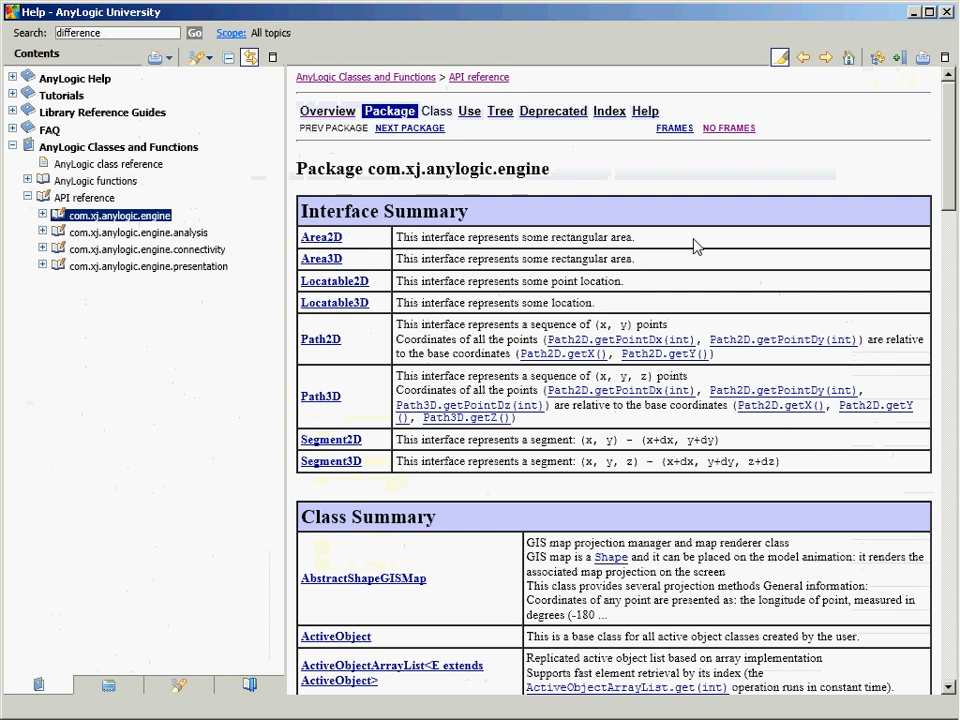 Help - AnyLogic University
Search: difference Go Scope: All topics
Contents
AnyLogic Help
Tutorials
Library Reference Guides
FAQ
AnyLogic Classes and Functions
AnyLogic class reference
AnyLogic functions
API reference
com.xj.anylogic.engine
com.xj.anylogic.engine.analysis
com.xj.anylogic.engine.connectivity
com.xj.anylogic.engine.presentation
AnyLogic Classes and Functions > API reference
Overview Package Class Use Tree Deprecated Index Help
PREV PACKAGE NEXT PACKAGE FRAMES NO FRAMES
Package com.xj.anylogic.engine
Interface Summary
Area2D This interface represents some rectangular area.
Area3D This interface represents some rectangular area.
Locatable2D This interface represents some point location.
Locatable3D This interface represents some location.
Path2D This interface represents a sequence of (x, y) points
Coordinates of all the points (Path2D.getPointDx(int), Path2D.getPointDy(int)) are relative
to the base coordinates (Path2D.getX(), Path2D.getY())
Path3D This interface represents a sequence of (x, y, z) points
Coordinates of all the points (Path2D.getPointDx(int), Path2D.getPointDy(int),
Path3D.getPointDz(int)) are relative to the base coordinates (Path2D.getX(), Path2D.getY
(), Path3D.getZ())
Segment2D This interface represents a segment: (x, y) - (x+dx, y+dy)
Segment3D This interface represents a segment: (x, y, z) - (x+dx, y+dy, z+dz)
Class Summary
AbstractShapeGISMap GIS map projection manager and map renderer class
GIS map is a Shape and it can be placed on the model animation: it renders the
associated map projection on the screen
This class provides several projection methods General information:
Coordinates of any point are presented as: the longitude of point, measured in
degrees (-180 ...
ActiveObject This is a base class for all active object classes created by the user.
ActiveObjectArrayList<E extends
ActiveObject> Replicated active object list based on array implementation
Supports fast element retrieval by its index (the
ActiveObjectArrayList.get(int) operation runs in constant time).